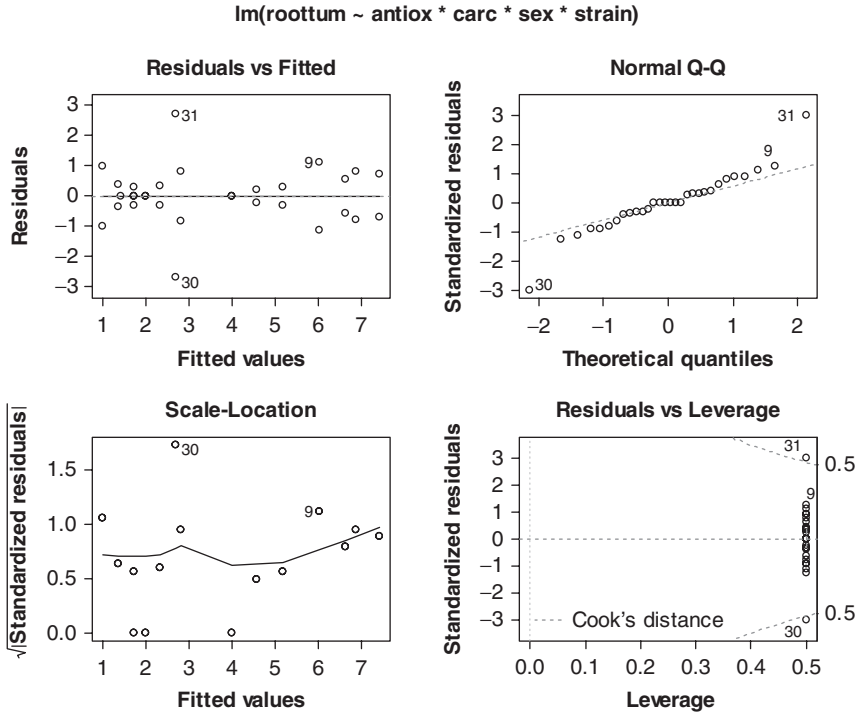 lm(roottum ~ antiox * carc * sex * strain)
Residuals vs Fitted
3
2
1
0
−1
−2
−3
Residuals
31
9
30
1 2 3 4 5 6 7
Fitted values
Normal Q-Q
3
2
1
0
−1
−2
−3
Standardized residuals
31
9
30
−2 −1 0 1 2
Theoretical quantiles
Scale-Location
1.5
1.0
0.5
0.0
√|Standardized residuals|
30
9
1 2 3 4 5 6 7
Fitted values
Residuals vs Leverage
3
2
1
0
−1
−2
−3
Standardized residuals
31
0.5
9
0.5
30
Cook's distance
0.0 0.1 0.2 0.3 0.4 0.5
Leverage